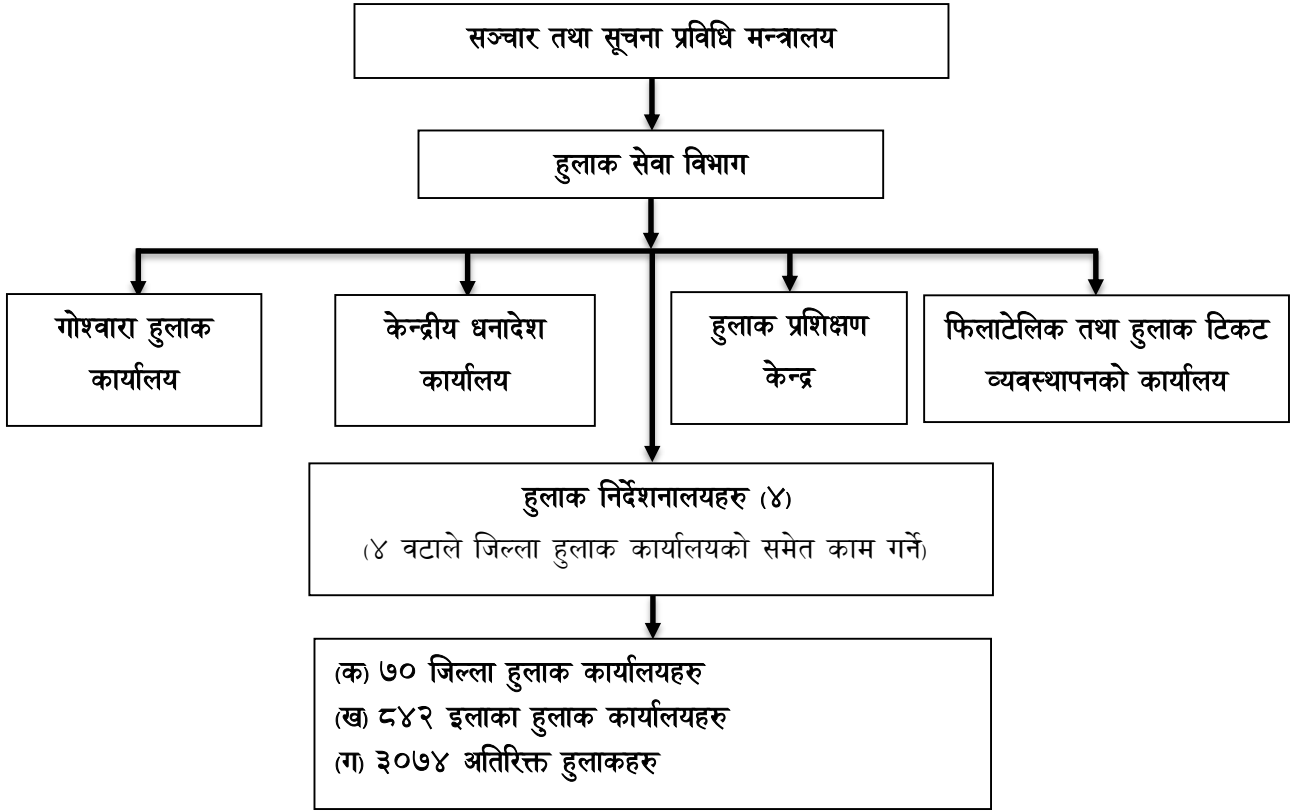 सञ्चार तथा सूचना प्रविधि मन्त्रालय
हुलाक सेवा विभाग
गोश्वारा हुलाक
कार्यालय
केन्द्रीय धनादेश
कार्यालय
हुलाक प्रशिक्षण
केन्द्र
फिलाटेलिक तथा हुलाक टिकट
व्यवस्थापनको कार्यालय
हुलाक निर्देशनालयहरु (४)
(४ वटाले जिल्ला हुलाक कार्यालयको समेत काम गर्ने)
(क) ७० जिल्ला हुलाक कार्यालयहरु
(ख) ८४२ इलाका हुलाक कार्यालयहरु
(ग) ३०७४ अतिरिक्त हुलाकहरु